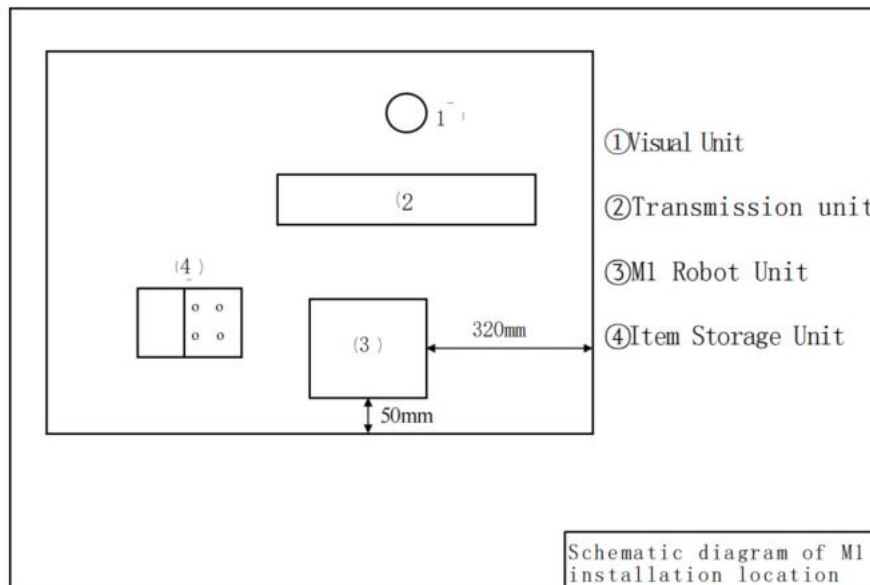 1
①Visual Unit
(2
②Transmission unit
(4)
③M1 Robot Unit
(3)
320mm
④Item Storage Unit
50mm
Schematic diagram of M1
installation location